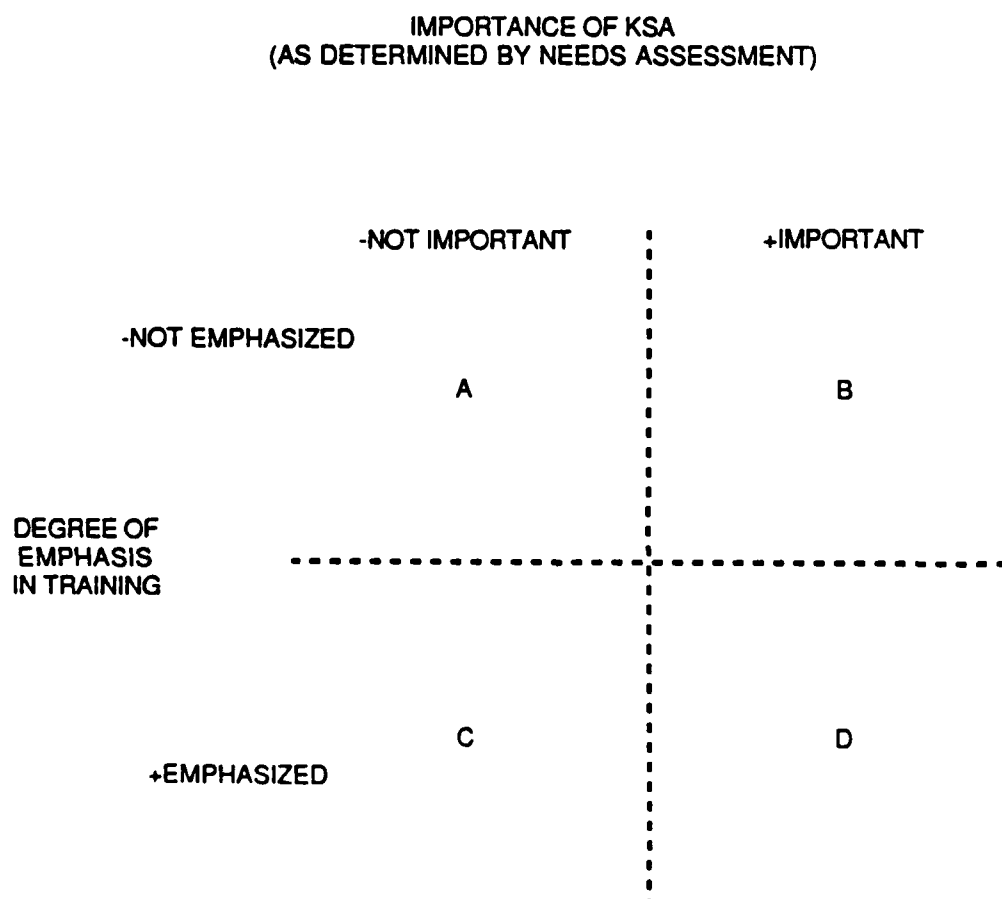 IMPORTANCE OF KSA
(AS DETERMINED BY NEEDS ASSESSMENT)
-NOT IMPORTANT
+IMPORTANT
-NOT EMPHASIZED
A
B
DEGREE OF
EMPHASIS
IN TRAINING
C
D
+EMPHASIZED